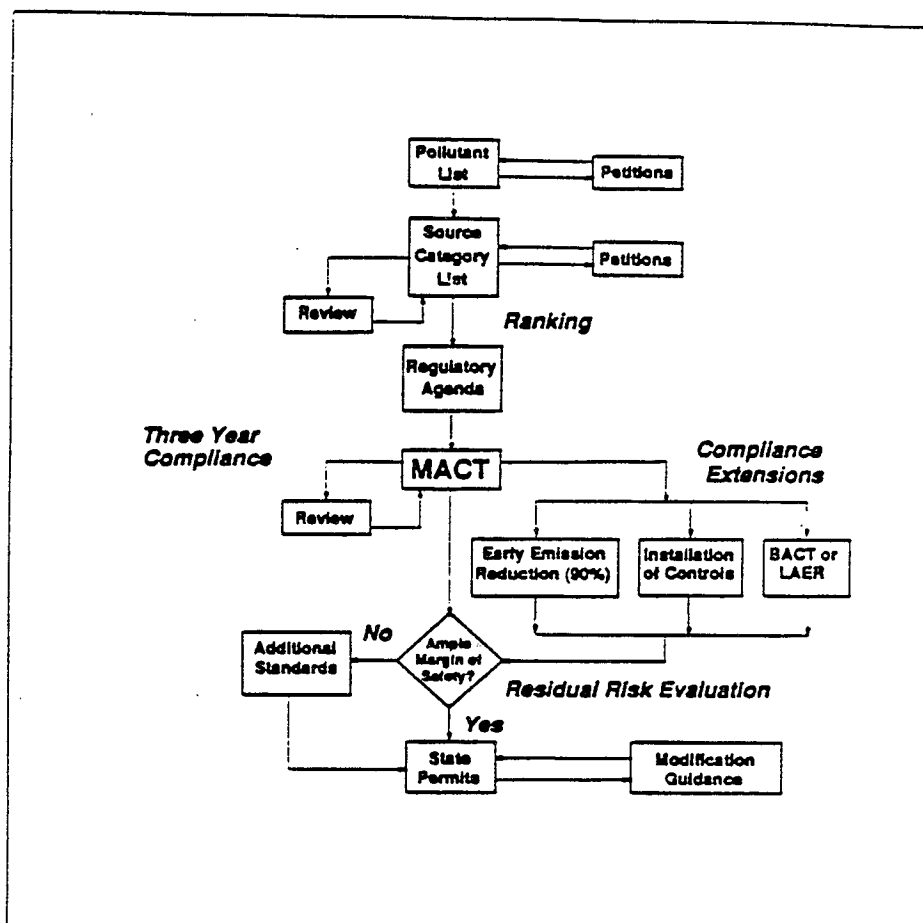 Pollutant
List
Petitions
Source
Catagory
List
Petitions
Review
Ranking
Regulatory
Agenda
Three Year
Compliance
MACT
Compliance
Extensions
Review
Early Emission
Reduction (90%)
Installation
of Controls
BACT or
LAER
No
Ample
Margin of
Safety?
Additional
Standards
Residual Risk Evaluation
Yes
State
Permits
Modification
Guidance